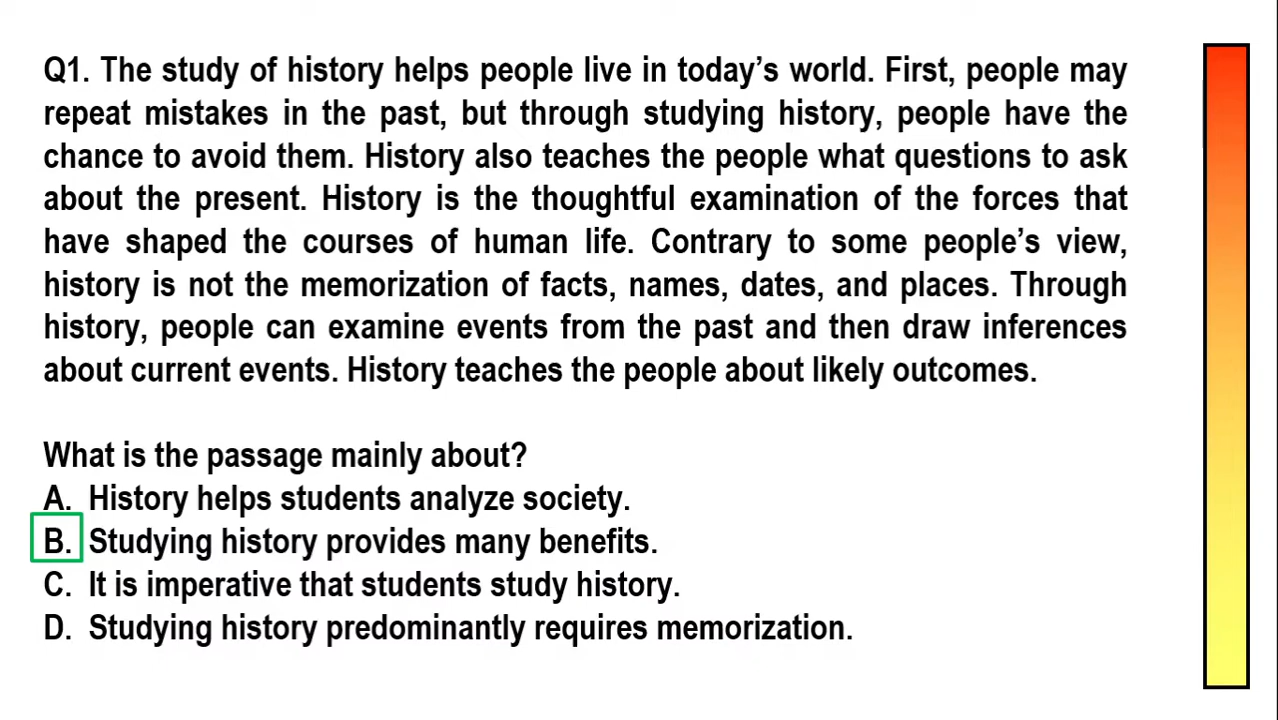 Q1. The study of history helps people live in today’s world. First, people may
repeat mistakes in the past, but through studying history, people have the
chance to avoid them. History also teaches the people what questions to ask
about the present. History is the thoughtful examination of the forces that
have shaped the courses of human life. Contrary to some people’s view,
history is not the memorization of facts, names, dates, and places. Through
history, people can examine events from the past and then draw inferences
about current events. History teaches the people about likely outcomes.
What is the passage mainly about?
A. History helps students analyze society.
B. Studying history provides many benefits.
C. It is imperative that students study history.
D. Studying history predominantly requires memorization.